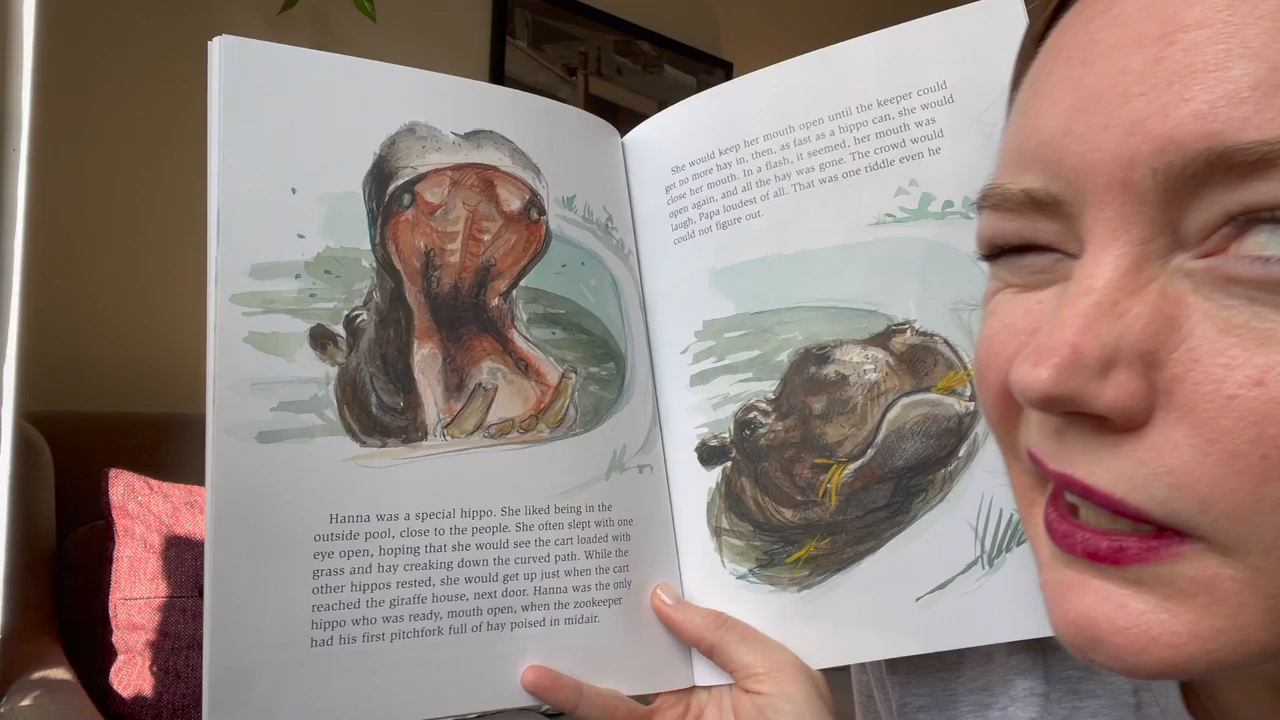 Hanna was a special hippo. She liked being in the
outside pool, close to the people. She often slept with one
eye open, hoping that she would see the cart loaded with
grass and hay creaking down the curved path. While the
other hippos rested, she would get up just when the cart
reached the giraffe house, next door. Hanna was the only
hippo who was ready, mouth open, when the zookeeper
had his first pitchfork full of hay poised in midair.
She would keep her mouth open until the keeper could
get no more hay in, then, as fast as a hippo can, she would
close her mouth. In a flash, it seemed, her mouth was
open again, and all the hay was gone. The crowd would
laugh, Papa loudest of all. That was one riddle even he
could not figure out.